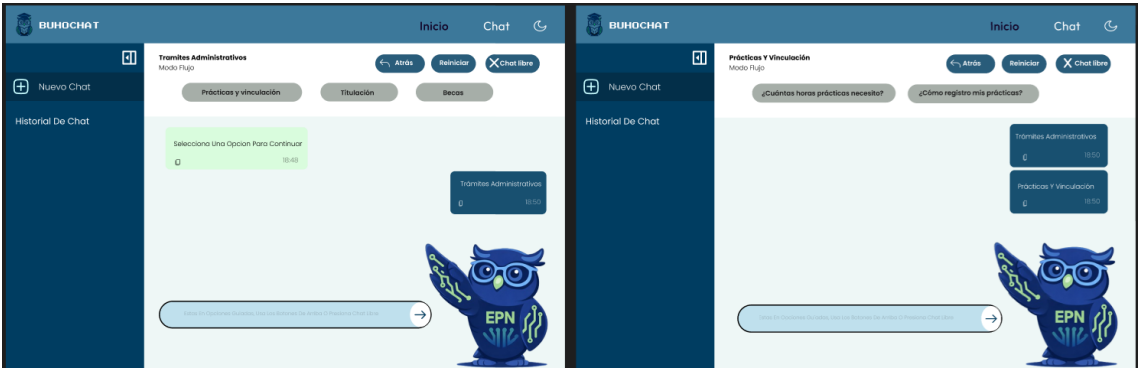 BUHOCHAT
Inicio
Chat
Tramites Administrativos
Modo Flujo
Atrás
Reiniciar
Chat libre
Nuevo Chat
Prácticas y vinculación
Titulación
Becas
Historial De Chat
Selecciona Una Opcion Para Continuar
18:48
Trámites Administrativos
18:50
EPN
BUHOCHAT
Inicio
Chat
Prácticas Y Vinculación
Modo Flujo
Atrás
Reiniciar
Chat libre
Nuevo Chat
¿Cuántas horas prácticas necesito?
¿Cómo registro mis prácticas?
Historial De Chat
Trámites Administrativos
18:50
Prácticas Y Vinculación
18:50
EPN